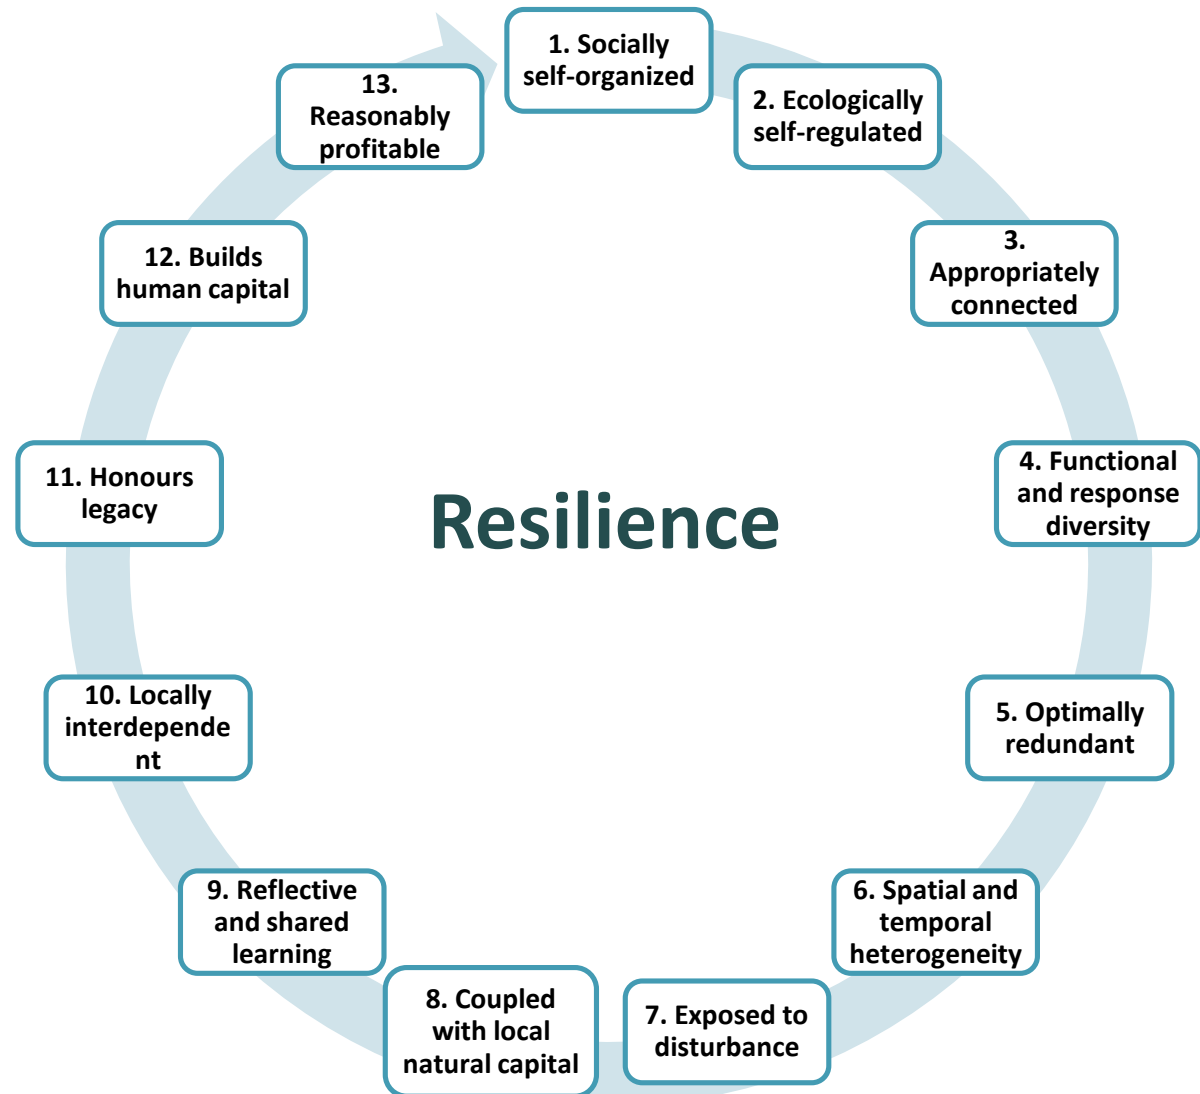 1. Socially
self-organized
2. Ecologically
self-regulated
3.
Appropriately
connected
4. Functional
and response
diversity
5. Optimally
redundant
6. Spatial and
temporal
heterogeneity
7. Exposed to
disturbance
8. Coupled
with local
natural capital
9. Reflective
and shared
learning
10. Locally
interdepende
nt
11. Honours
legacy
12. Builds
human capital
13.
Reasonably
profitable
Resilience